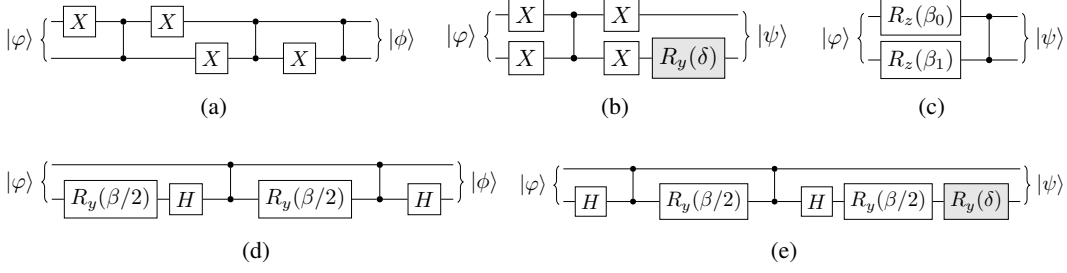 |φ⟩ X X X X |ϕ⟩
(a)
|φ⟩ X X X X R_y(δ) |ψ⟩
(b)
|φ⟩ R_z(β_0) R_z(β_1) |ψ⟩
(c)
|φ⟩ R_y(β/2) H R_y(β/2) H |ϕ⟩
(d)
|φ⟩ H R_y(β/2) H R_y(β/2) R_y(δ) |ψ⟩
(e)